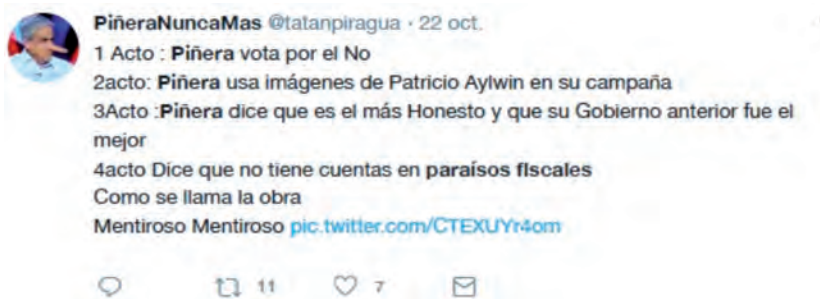 PiñeraNuncaMas @tatanpiragua · 22 oct.
1 Acto : Piñera vota por el No
2acto: Piñera usa imágenes de Patricio Aylwin en su campaña
3Acto :Piñera dice que es el más Honesto y que su Gobierno anterior fue el
mejor
4acto Dice que no tiene cuentas en paraísos fiscales
Como se llama la obra
Mentiroso Mentiroso pic.twitter.com/CTEXUYr4om
11 7